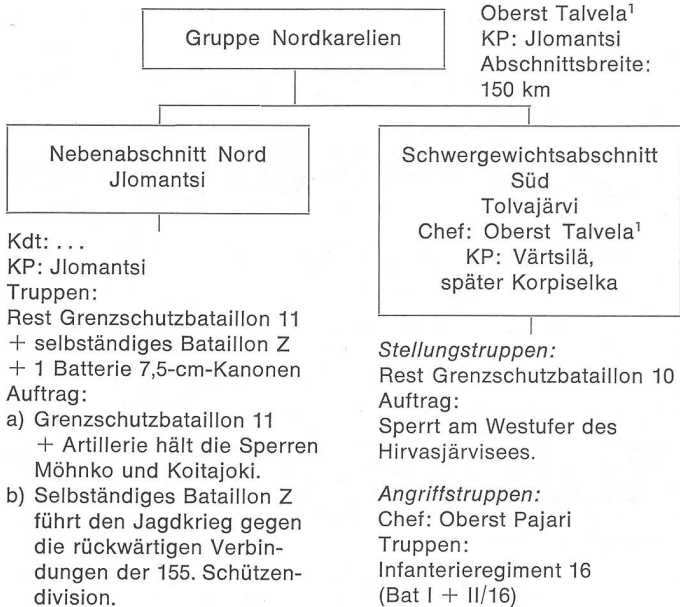 Gruppe Nordkarelien
Oberst Talvela¹
KP: Jlomantsi
Abschnittsbreite:
150 km
Nebenabschnitt Nord
Jlomantsi
Kdt: ...
KP: Jlomantsi
Truppen:
Rest Grenzschutzbataillon 11
+ selbständiges Bataillon Z
+ 1 Batterie 7,5-cm-Kanonen
Auftrag:
a) Grenzschutzbataillon 11
+ Artillerie hält die Sperren
Möhnko und Koitajoki.
b) Selbständiges Bataillon Z
führt den Jagdkrieg gegen
die rückwärtigen Verbin-
dungen der 155. Schützen-
division.
Schwergewichtsabschnitt
Süd
Tolvajärvi
Chef: Oberst Talvela¹
KP: Värtsilä,
später Korpiselka
Stellungstruppen:
Rest Grenzschutzbataillon 10
Auftrag:
Sperrt am Westufer des
Hirvasjärvisees.
Angriffstruppen:
Chef: Oberst Pajari
Truppen:
Infanterieregiment 16
(Bat I + II/16)